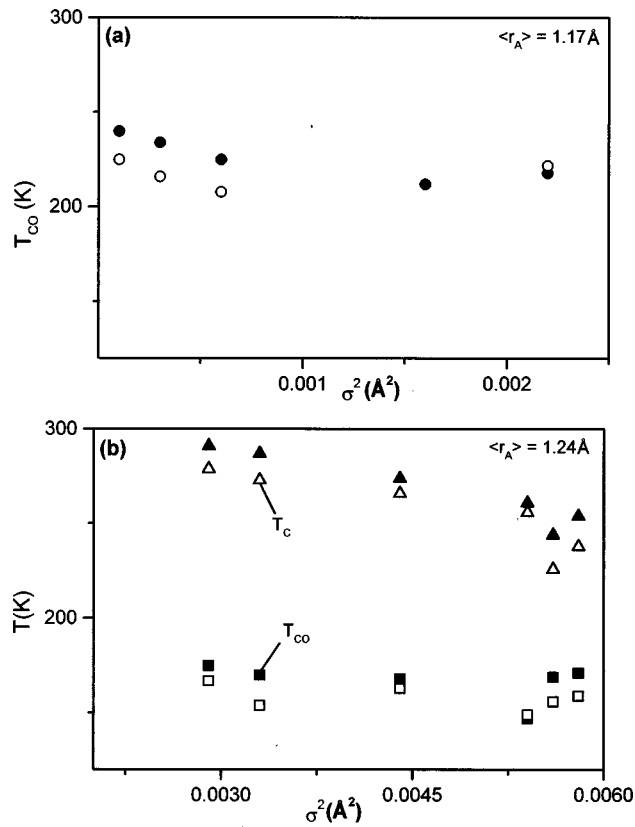 300
(a)
<r_A> = 1.17Å
T_CO (K)
200
0.001
0.002
σ² (Å²)
300
(b)
<r_A> = 1.24Å
T_C
T(K)
200
T_CO
0.0030
0.0045
0.0060
σ² (Å²)